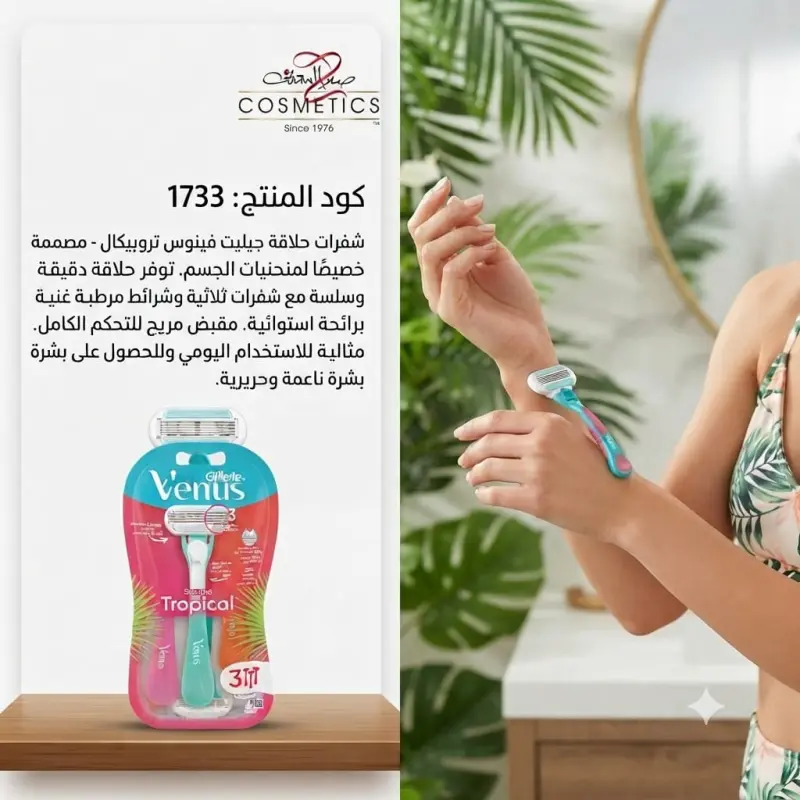 COSMETICS
Since 1976
كود المنتج: 1733
شفرات حلاقة جيليت فينوس تروبيكال - مصممة
خصيصًا لمنحنيات الجسم. توفر حلاقة دقيقة
وسلسة مع شفرات ثلاثية وشرائط مرطبة غنية
برائحة استوائية. مقبض مريح للتحكم الكامل.
مثالية للاستخدام اليومي وللحصول على بشرة
بشرة ناعمة وحريرية.
Gillette
Venus
3
Tropical
Venus
3